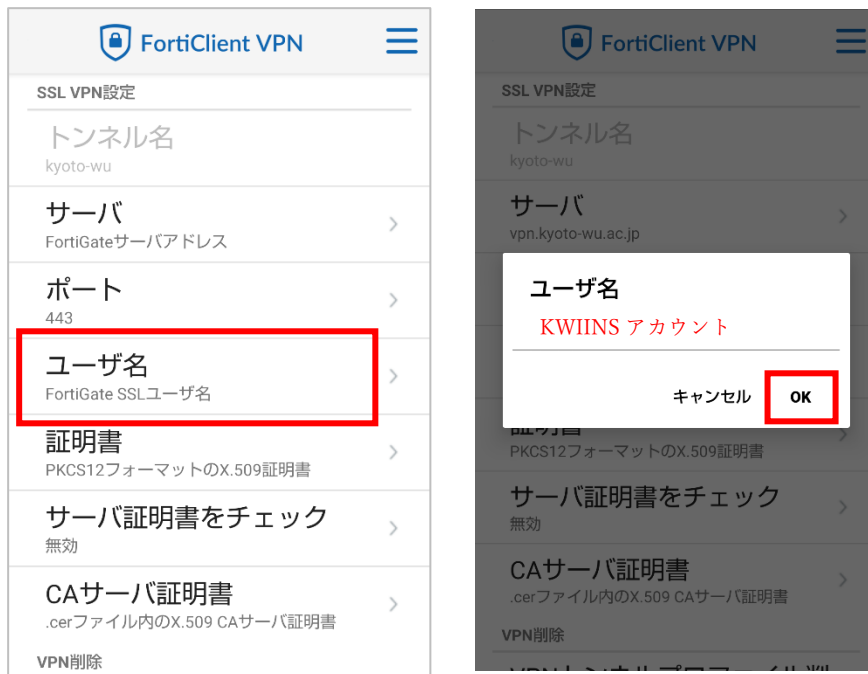 FortiClient VPN
SSL VPN設定
トンネル名
kyoto-wu
サーバ
FortiGateサーバアドレス
ポート
443
ユーザ名
FortiGate SSLユーザ名
証明書
PKCS12フォーマットのX.509証明書
サーバ証明書をチェック
無効
CAサーバ証明書
.cerファイル内のX.509 CAサーバ証明書
VPN削除
FortiClient VPN
SSL VPN設定
トンネル名
kyoto-wu
サーバ
vpn.kyoto-wu.ac.jp
ユーザ名
KWIINS アカウント
キャンセル OK
証明書
PKCS12フォーマットのX.509証明書
サーバ証明書をチェック
無効
CAサーバ証明書
.cerファイル内のX.509 CAサーバ証明書
VPN削除